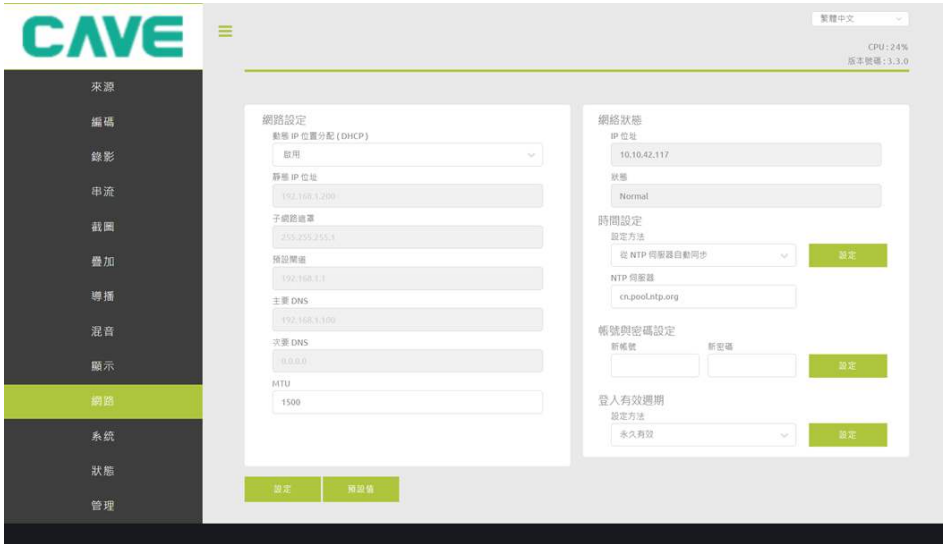 CAVE
繁體中文
CPU : 24%
版本號碼 : 3.3.0
來源
編碼
錄影
串流
截圖
疊加
導播
混音
顯示
網路
系統
狀態
管理
網路設定
動態 IP 位置分配 ( DHCP )
啟用
靜態 IP 位址
192.168.1.200
子網路遮罩
255.255.255.1
預設閘道
192.168.1.1
主要 DNS
192.168.1.100
次要 DNS
0.0.0.0
MTU
1500
設定
預設值
網絡狀態
IP 位址
10.10.42.117
狀態
Normal
時間設定
設定方法
從 NTP 伺服器自動同步
設定
NTP 伺服器
cn.pool.ntp.org
帳號與密碼設定
新帳號
新密碼
設定
登入有效週期
設定方法
永久有效
設定